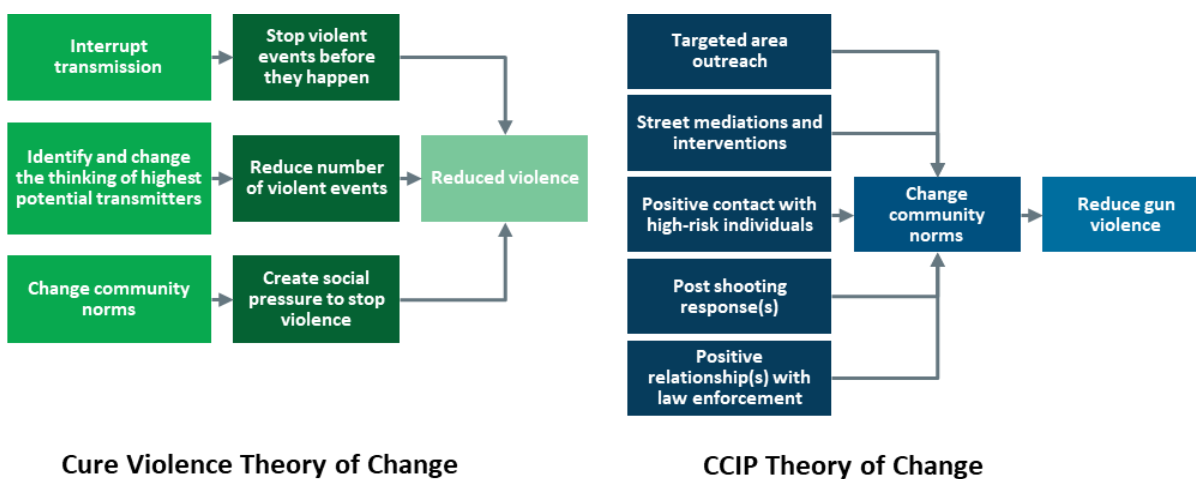 Interrupt
transmission
Stop violent
events before
they happen
Identify and change
the thinking of highest
potential transmitters
Reduce number
of violent events
Reduced violence
Change community
norms
Create social
pressure to stop
violence
Cure Violence Theory of Change
Targeted area
outreach
Street mediations and
interventions
Positive contact with
high-risk individuals
Post shooting
response(s)
Positive
relationship(s) with
law enforcement
Change
community
norms
Reduce gun
violence
CCIP Theory of Change